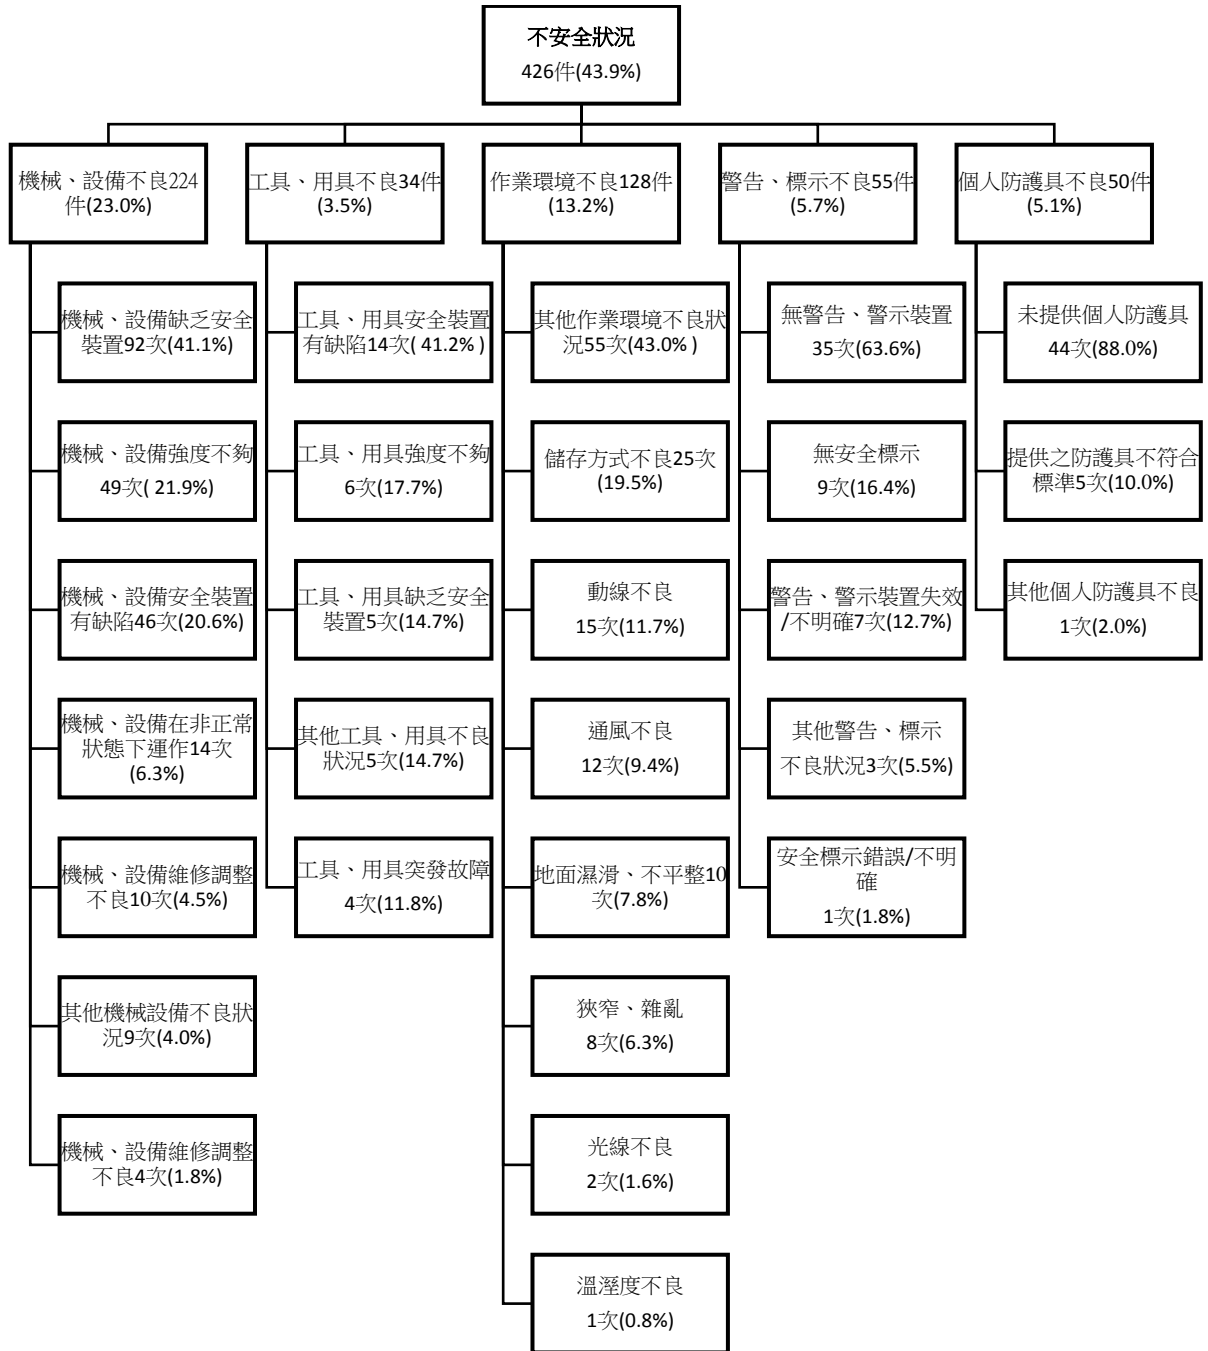 不安全狀況
426件(43.9%)
機械、設備不良224
件(23.0%)
機械、設備缺乏安全
裝置92次(41.1%)
機械、設備強度不夠
49次( 21.9%)
機械、設備安全裝置
有缺陷46次(20.6%)
機械、設備在非正常
狀態下運作14次
(6.3%)
機械、設備維修調整
不良10次(4.5%)
其他機械設備不良狀
況9次(4.0%)
機械、設備維修調整
不良4次(1.8%)
工具、用具不良34件
(3.5%)
工具、用具安全裝置
有缺陷14次( 41.2% )
工具、用具強度不夠
6次(17.7%)
工具、用具缺乏安全
裝置5次(14.7%)
其他工具、用具不良
狀況5次(14.7%)
工具、用具突發故障
4次(11.8%)
作業環境不良128件
(13.2%)
其他作業環境不良狀
況55次(43.0% )
儲存方式不良25次
(19.5%)
動線不良
15次(11.7%)
通風不良
12次(9.4%)
地面濕滑、不平整10
次(7.8%)
狹窄、雜亂
8次(6.3%)
光線不良
2次(1.6%)
溫溼度不良
1次(0.8%)
警告、標示不良55件
(5.7%)
無警告、警示裝置
35次(63.6%)
無安全標示
9次(16.4%)
警告、警示裝置失效
/不明確7次(12.7%)
其他警告、標示
不良狀況3次(5.5%)
安全標示錯誤/不明
確
1次(1.8%)
個人防護具不良50件
(5.1%)
未提供個人防護具
44次(88.0%)
提供之防護具不符合
標準5次(10.0%)
其他個人防護具不良
1次(2.0%)